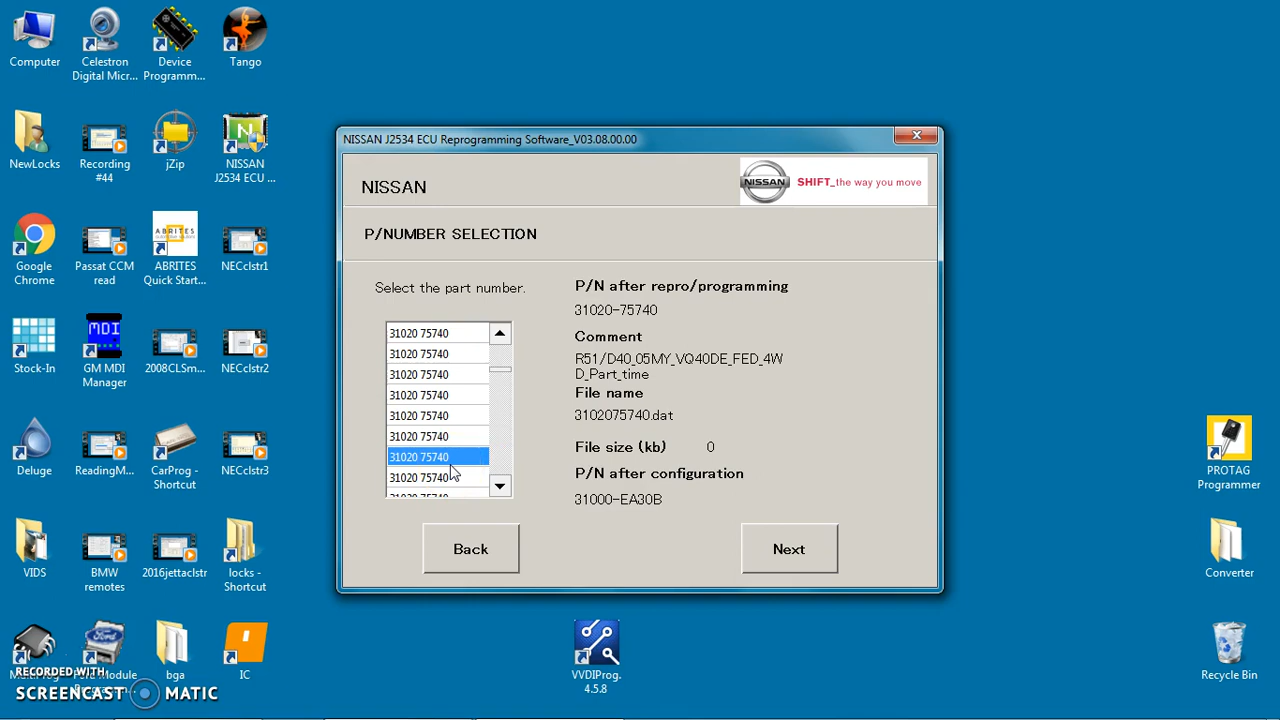 Computer
Celestron
Digital Micr...
Device
Programm...
Tango
NewLocks
Recording
#44
jZip
NISSAN
J2534 ECU ...
Google
Chrome
Passat CCM
read
ABRITES
ABRITES
Quick Start...
NECclstr1
Stock-In
MDI
GM MDI
Manager
2008CLSm...
NECclstr2
Deluge
ReadingM...
CarProg -
Shortcut
NECclstr3
VIDS
BMW
remotes
2016jettaclstr
locks -
Shortcut
bga
IC
RECORDED WITH
SCREENCAST MATIC
NISSAN J2534 ECU Reprogramming Software_V03.08.00.00
NISSAN
NISSAN
SHIFT_the way you move
P/NUMBER SELECTION
Select the part number.
31020 75740
31020 75740
31020 75740
31020 75740
31020 75740
31020 75740
31020 75740
31020 75740
P/N after repro/programming
31020-75740
Comment
R51/D40_05MY_VQ40DE_FED_4W
D_Part_time
File name
3102075740.dat
File size (kb) 0
P/N after configuration
31000-EA30B
Back
Next
VVDIProg.
4.5.8
PROTAG
Programmer
Converter
Recycle Bin